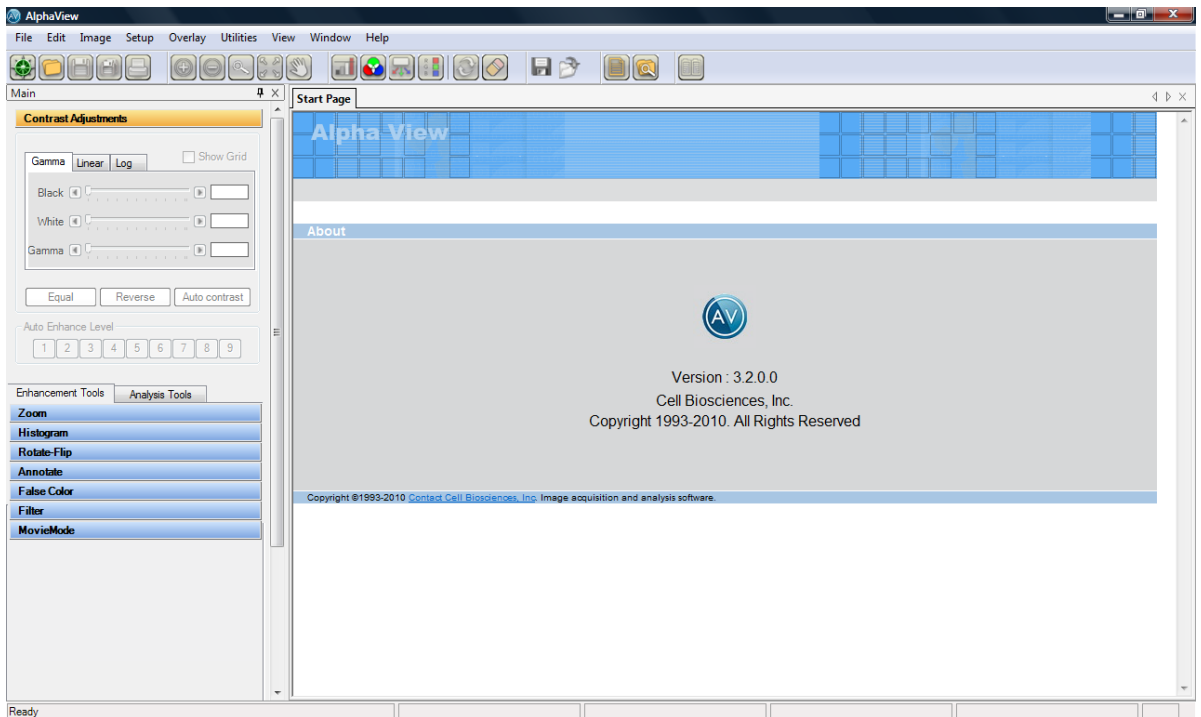 AlphaView
File Edit Image Setup Overlay Utilities View Window Help
Main
Contrast Adjustments
Gamma Linear Log Show Grid
Black
White
Gamma
Equal Reverse Auto contrast
Auto Enhance Level
1 2 3 4 5 6 7 8 9
Enhancement Tools Analysis Tools
Zoom
Histogram
Rotate-Flip
Annotate
False Color
Filter
MovieMode
Start Page
Alpha View
About
AV
Version : 3.2.0.0
Cell Biosciences, Inc.
Copyright 1993-2010. All Rights Reserved
Copyright ©1993-2010 Contact Cell Biosciences, Inc. Image acquisition and analysis software.
Ready